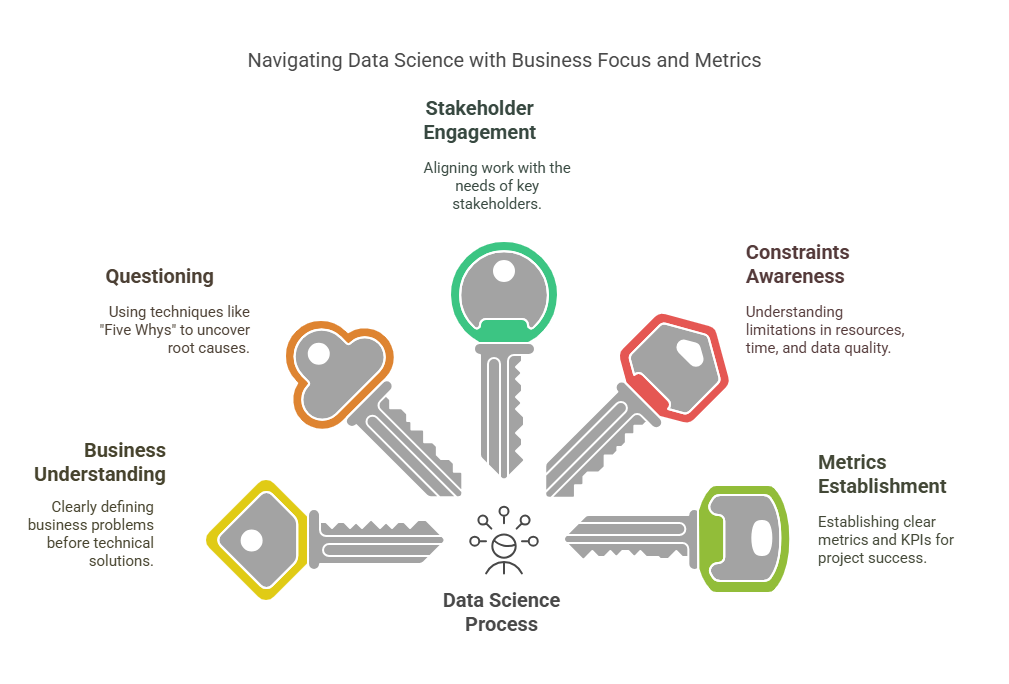 Navigating Data Science with Business Focus and Metrics
Stakeholder
Engagement
Aligning work with the
needs of key
stakeholders.
Questioning
Using techniques like
"Five Whys" to uncover
root causes.
Constraints
Awareness
Understanding
limitations in resources,
time, and data quality.
Business
Understanding
Clearly defining
business problems
before technical
solutions.
Metrics
Establishment
Establishing clear
metrics and KPIs for
project success.
Data Science
Process